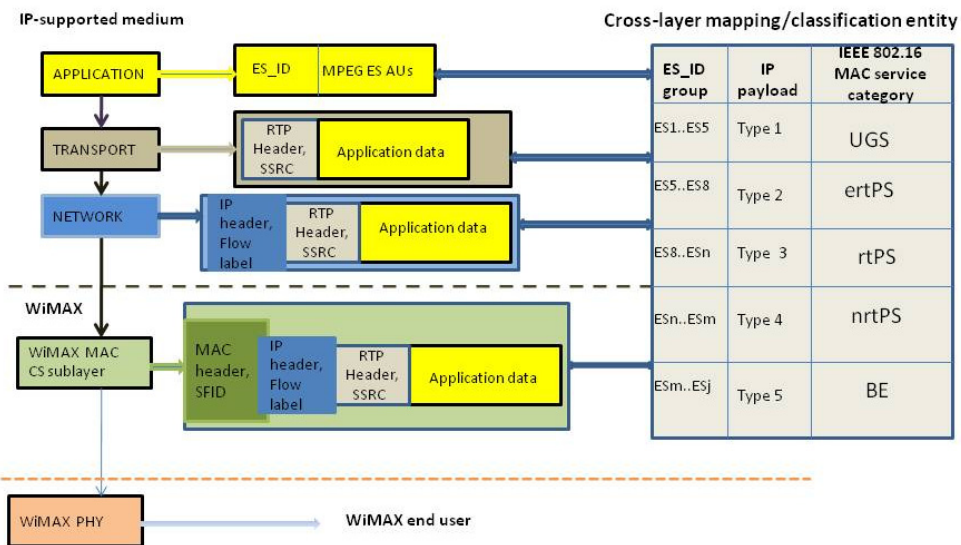 IP-supported medium
Cross-layer mapping/classification entity
APPLICATION
ES_ID
MPEG ES AUs
ES_ID
group
IP
payload
IEEE 802.16
MAC service
category
TRANSPORT
RTP
Header,
SSRC
Application data
ES1..ES5
Type 1
UGS
NETWORK
IP
header,
Flow
label
RTP
Header,
SSRC
Application data
ES5..ES8
Type 2
ertPS
ES8..ESn
Type 3
rtPS
WiMAX
WiMAX MAC
CS sublayer
MAC
header,
SFID
IP
header,
Flow
label
RTP
Header,
SSRC
Application data
ESn..ESm
Type 4
nrtPS
ESm..ESj
Type 5
BE
WiMAX PHY
WiMAX end user